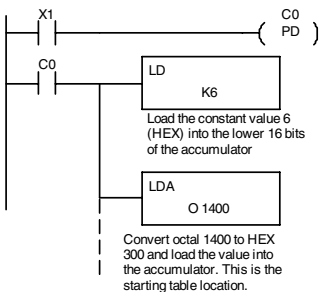 X1
C0
PD
C0
LD
K6
Load the constant value 6
(HEX) into the lower 16 bits
of the accumulator
LDA
O 1400
Convert octal 1400 to HEX
300 and load the value into
the accumulator. This is the
starting table location.